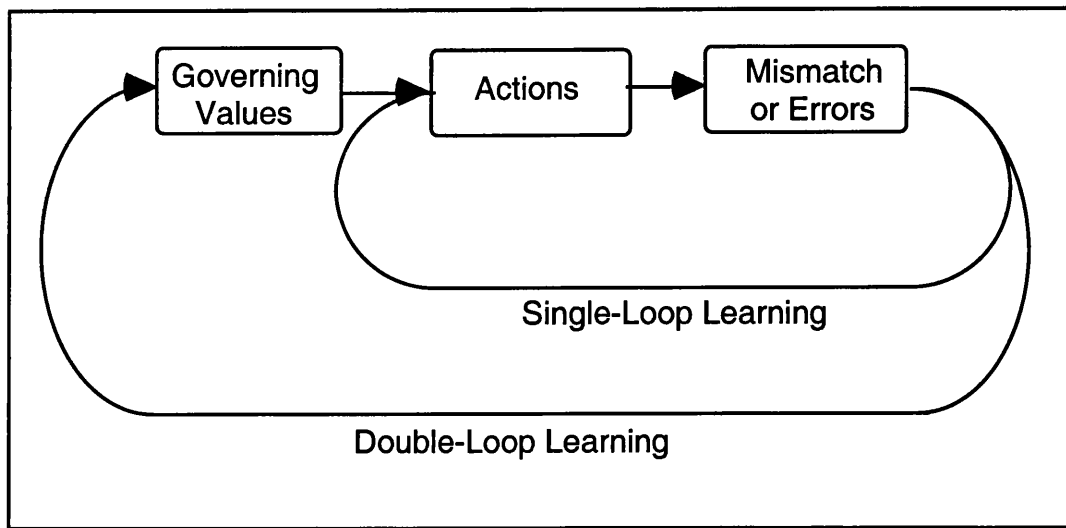 Governing
Values
Actions
Mismatch
or Errors
Single-Loop Learning
Double-Loop Learning